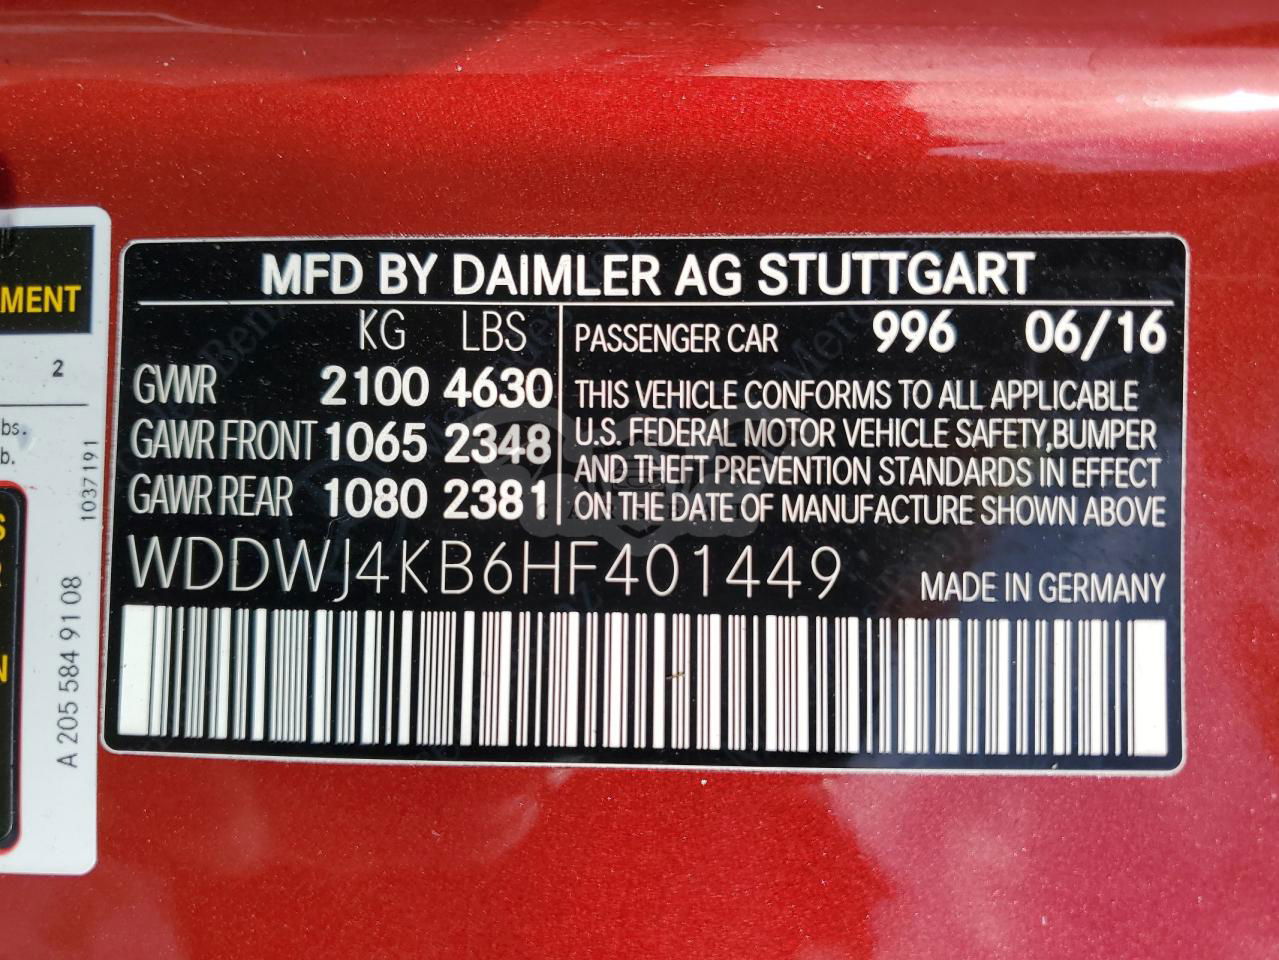 MENT
2
bs.
b.
S
N
1037191
A 205 584 91 08
MFD BY DAIMLER AG STUTTGART
KG LBS
GVWR 2100 4630
GAWR FRONT 1065 2348
GAWR REAR 1080 2381
PASSENGER CAR 996 06/16
THIS VEHICLE CONFORMS TO ALL APPLICABLE
U.S. FEDERAL MOTOR VEHICLE SAFETY,BUMPER
AND THEFT PREVENTION STANDARDS IN EFFECT
ON THE DATE OF MANUFACTURE SHOWN ABOVE
WDDWJ4KB6HF401449
MADE IN GERMANY